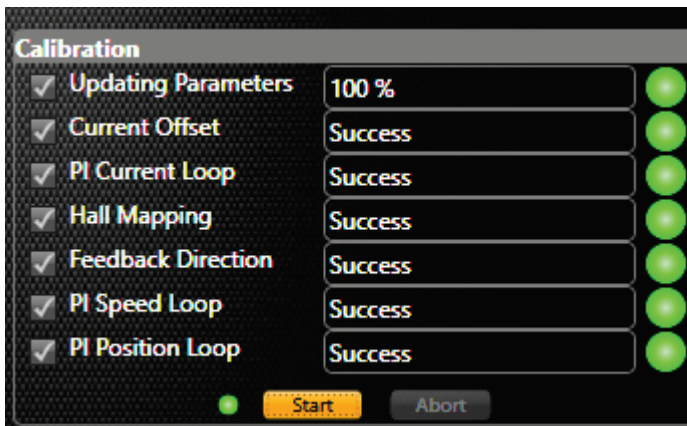 Calibration
Updating Parameters 100 %
Current Offset Success
PI Current Loop Success
Hall Mapping Success
Feedback Direction Success
PI Speed Loop Success
PI Position Loop Success
Start Abort